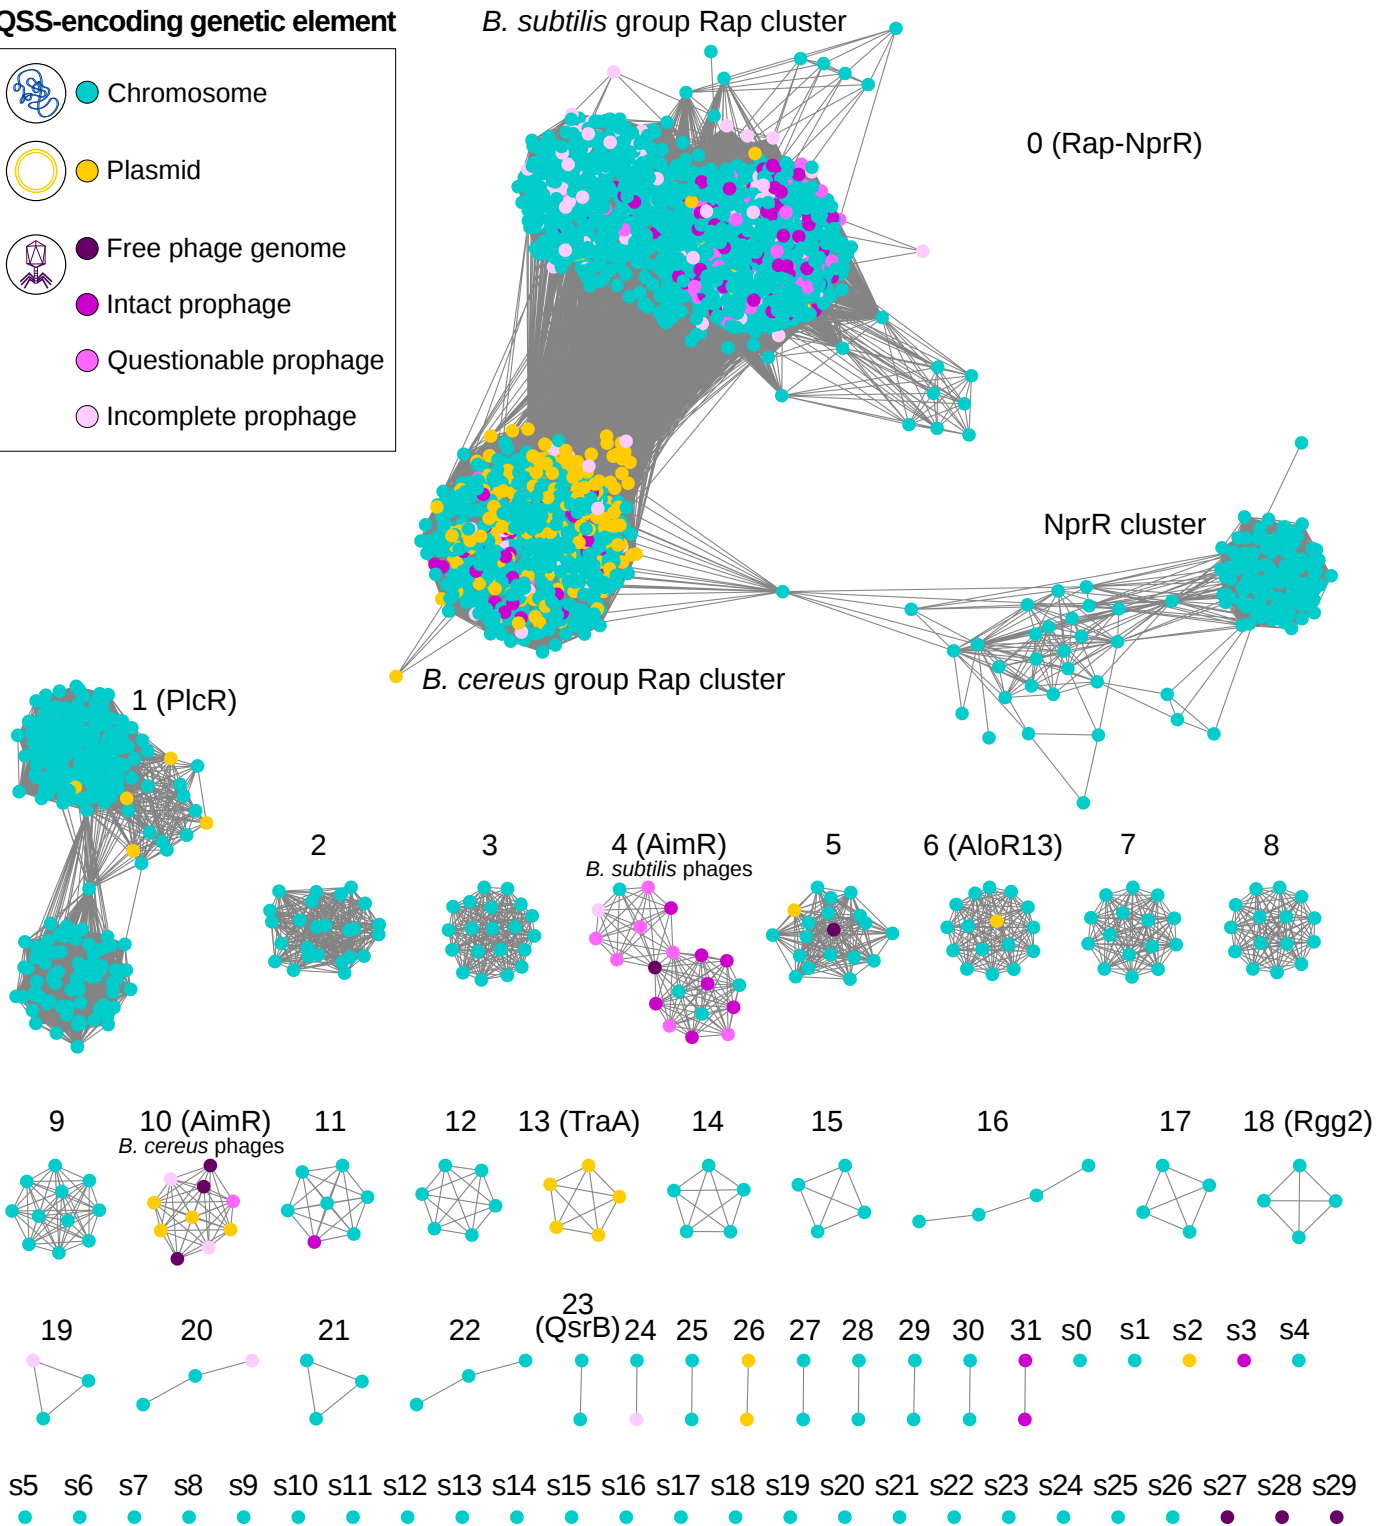 QSS-encoding genetic element
B. subtilis group Rap cluster
Chromosome
Plasmid
Free phage genome
Intact prophage
Questionable prophage
Incomplete prophage
0 (Rap-NprR)
NprR cluster
B. cereus group Rap cluster
1 (PlcR)
2 3 4 (AimR) 5 6 (AloR13) 7 8
B. subtilis phages
9 10 (AimR) 11 12 13 (TraA) 14 15 16 17 18 (Rgg2)
B. cereus phages
19 20 21 22 23 (QsrB) 24 25 26 27 28 29 30 31 s0 s1 s2 s3 s4
s5 s6 s7 s8 s9 s10 s11 s12 s13 s14 s15 s16 s17 s18 s19 s20 s21 s22 s23 s24 s25 s26 s27 s28 s29